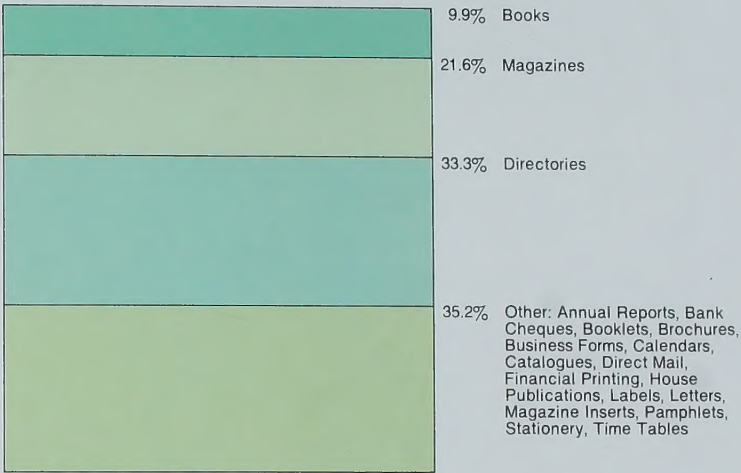 9.9% Books
21.6% Magazines
33.3% Directories
35.2% Other: Annual Reports, Bank
Cheques, Booklets, Brochures,
Business Forms, Calendars,
Catalogues, Direct Mail,
Financial Printing, House
Publications, Labels, Letters,
Magazine Inserts, Pamphlets,
Stationery, Time Tables